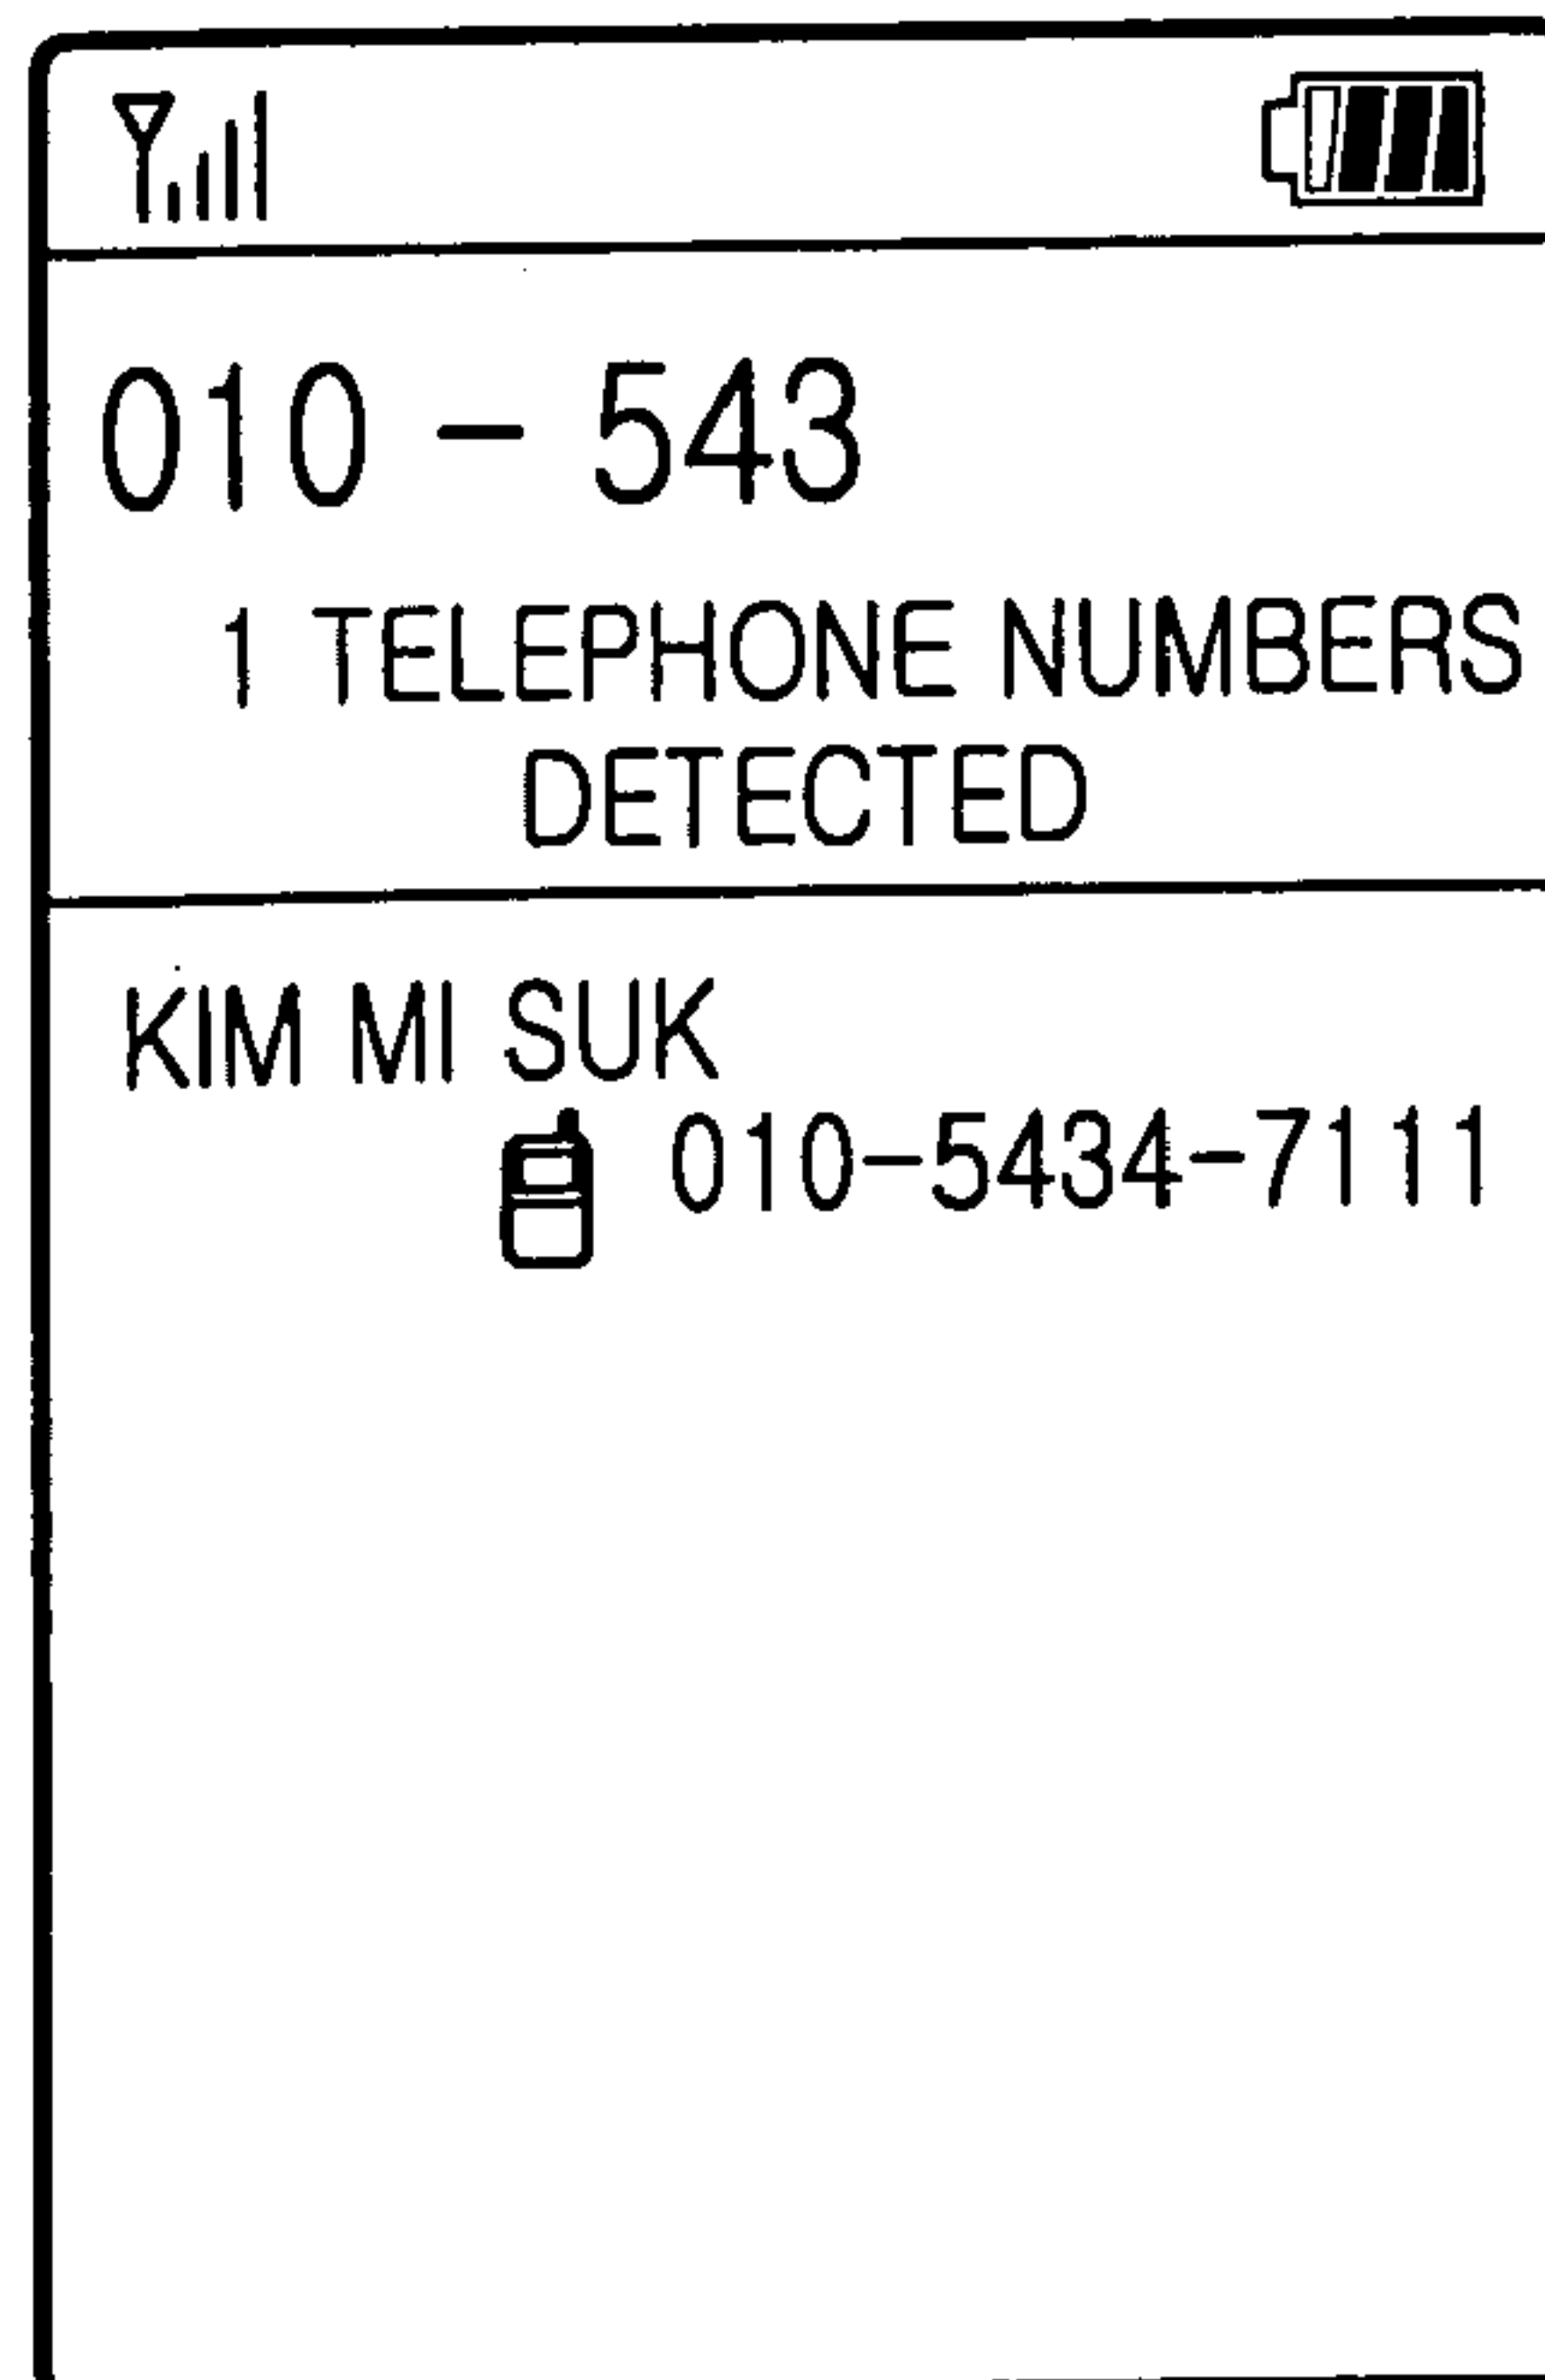 010 - 543
1 TELEPHONE NUMBERS
DETECTED
KIM MI SUK
010-5434-7111